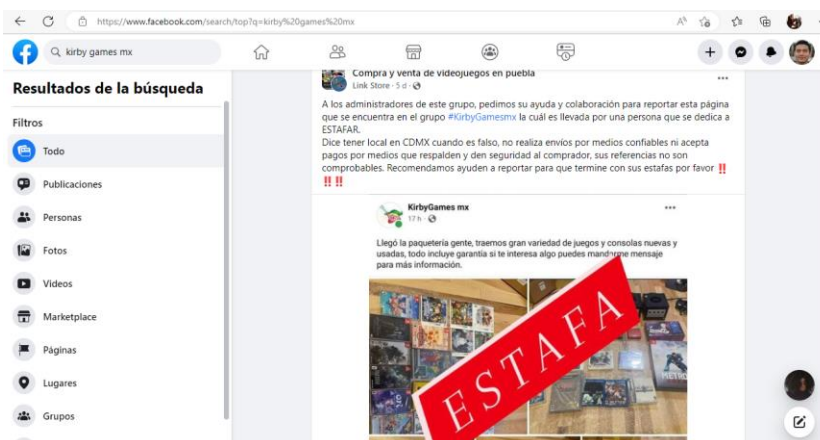 https://www.facebook.com/search/top?q=kirby%20games%20mx
kirby games mx
Resultados de la búsqueda
Filtros
Todo
Publicaciones
Personas
Fotos
Videos
Marketplace
Páginas
Lugares
Grupos
Compra y venta de videojuegos en puebla
Link Store · 5 d ·
A los administradores de este grupo, pedimos su ayuda y colaboración para reportar esta página
que se encuentra en el grupo #KirbyGamesmx la cuál es llevada por una persona que se dedica a
ESTAFAR.
Dice tener local en CDMX cuando es falso, no realiza envíos por medios confiables ni acepta
pagos por medios que respalden y den seguridad al comprador, sus referencias no son
comprobables. Recomendamos ayuden a reportar para que termine con sus estafas por favor ‼️
‼️ ‼️
KirbyGames mx
17 h ·
Llegó la paquetería gente, traemos gran variedad de juegos y consolas nuevas y
usadas, todo incluye garantía si te interesa algo puedes mandarme mensaje
para más información.
ESTAFA
METROID